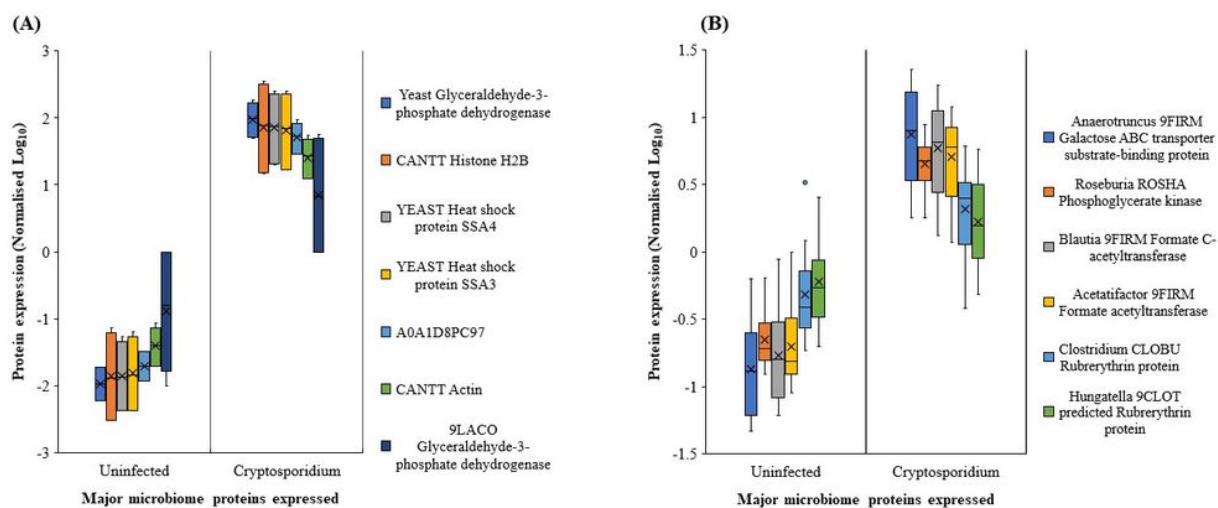 (A)
Protein expression (Normalised Log10)
3
2
1
0
-1
-2
-3
Uninfected
Cryptosporidium
Major microbiome proteins expressed
Yeast Glyceraldehyde-3-
phosphate dehydrogenase
CANTT Histone H2B
YEAST Heat shock
protein SSA4
YEAST Heat shock
protein SSA3
A0A1D8PC97
CANTT Actin
9LACO
Glyceraldehyde-3-
phosphate dehydrogenase
(B)
Protein expression (Normalised Log10)
1.5
1
0.5
0
-0.5
-1
-1.5
Uninfected
Cryptosporidium
Major microbiome proteins expressed
Anaerotruncus 9FIRM
Galactose ABC transporter
substrate-binding protein
Roseburia ROSHA
Phosphoglycerate kinase
Blautia 9FIRM Formate C-
acetyltransferase
Acetatifactor 9FIRM
Formate acetyltransferase
Clostridium CLOBU
Rubrerythrin protein
Hungatella 9CLOT
predicted Rubrerythrin
protein